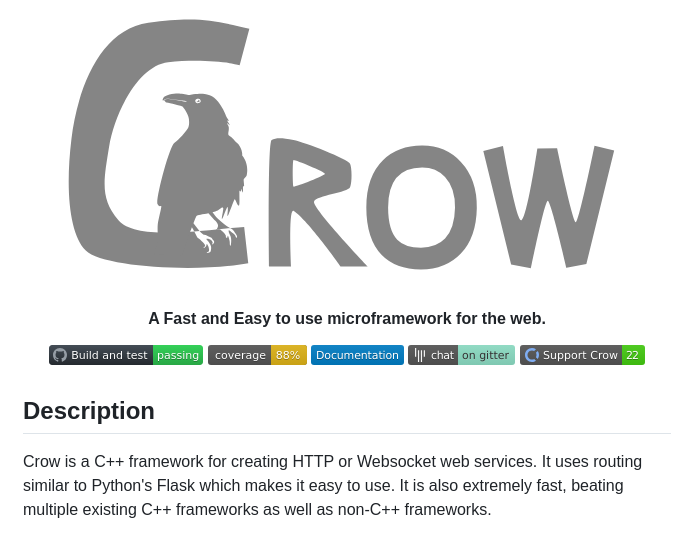 CROW
A Fast and Easy to use microframework for the web.
Build and test passing coverage 88% Documentation chat on gitter Support Crow 22
Description
Crow is a C++ framework for creating HTTP or Websocket web services. It uses routing
similar to Python's Flask which makes it easy to use. It is also extremely fast, beating
multiple existing C++ frameworks as well as non-C++ frameworks.